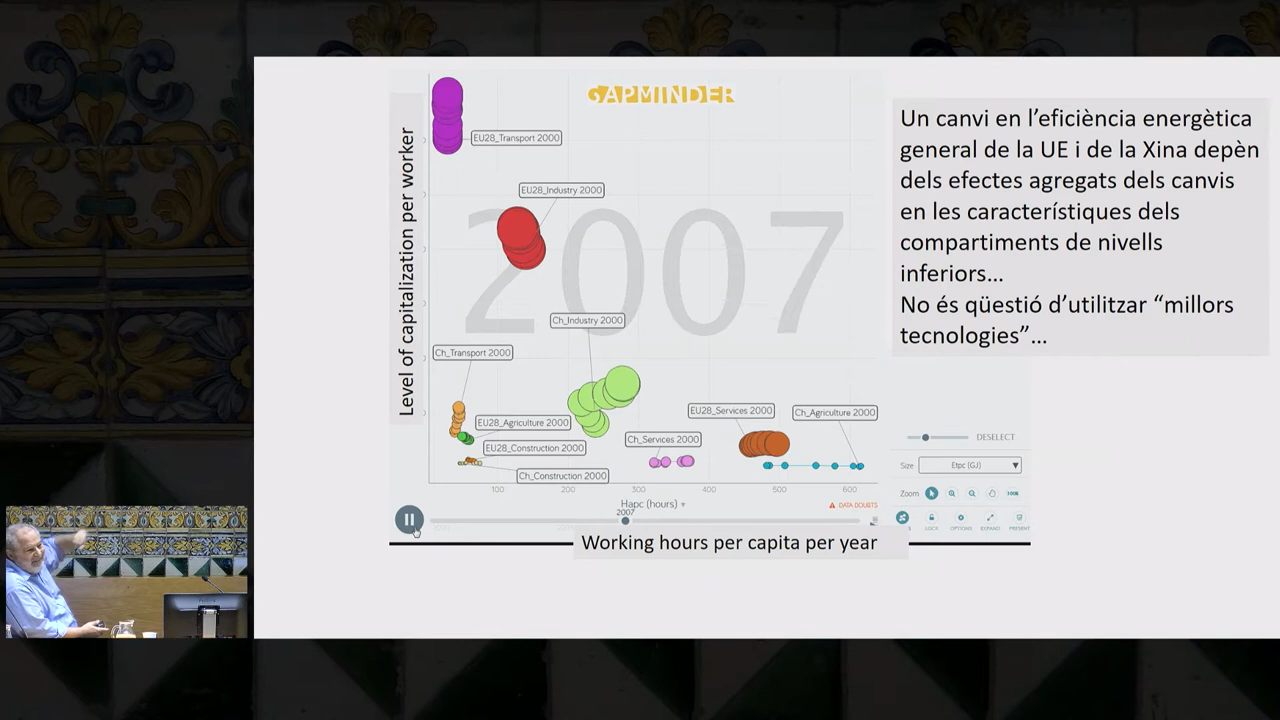 GAPMINDER
Un canvi en l’eficiència energètica
general de la UE i de la Xina depèn
dels efectes agregats dels canvis
en les característiques dels
compartiments de nivells
inferiors...
No és qüestió d’utilitzar “millors
tecnologies”...
Level of capitalization per worker
2007
EU28_Transport 2000
EU28_Industry 2000
Ch_Industry 2000
Ch_Transport 2000
EU28_Agriculture 2000
EU28_Construction 2000
Ch_Construction 2000
Ch_Services 2000
EU28_Services 2000
Ch_Agriculture 2000
100 200 300 400 500 600
Hapc (hours)
DATA DOUBTS
2007
Working hours per capita per year
DESELECT
Size Etpc (GJ)
Zoom 100%
LOCK OPTIONS EXPAND PRESENT